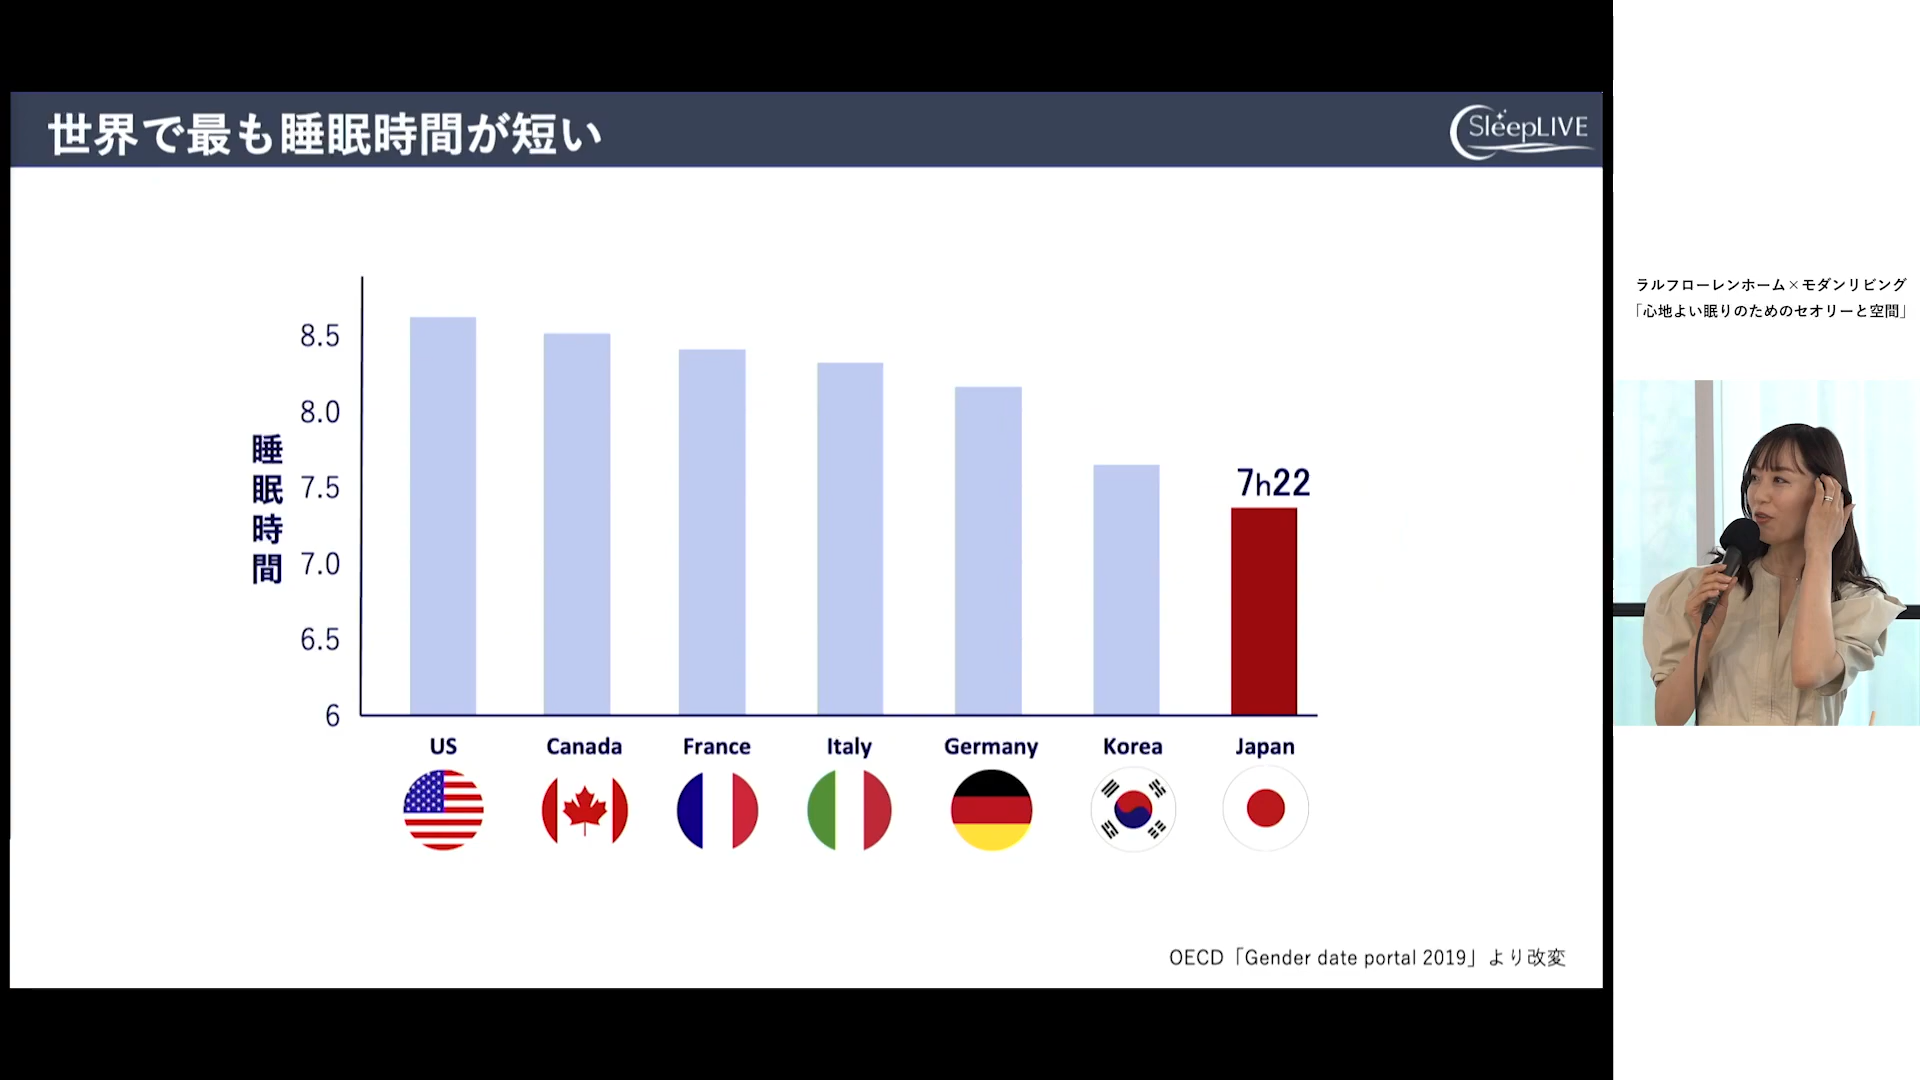 世界で最も睡眠時間が短い
SleepLIVE
ラルフローレンホーム×モダンリビング
「心地よい眠りのためのセオリーと空間」
睡眠時間
8.5
8.0
7.5
7.0
6.5
6
7h22
US
Canada
France
Italy
Germany
Korea
Japan
OECD「Gender date portal 2019」より改変